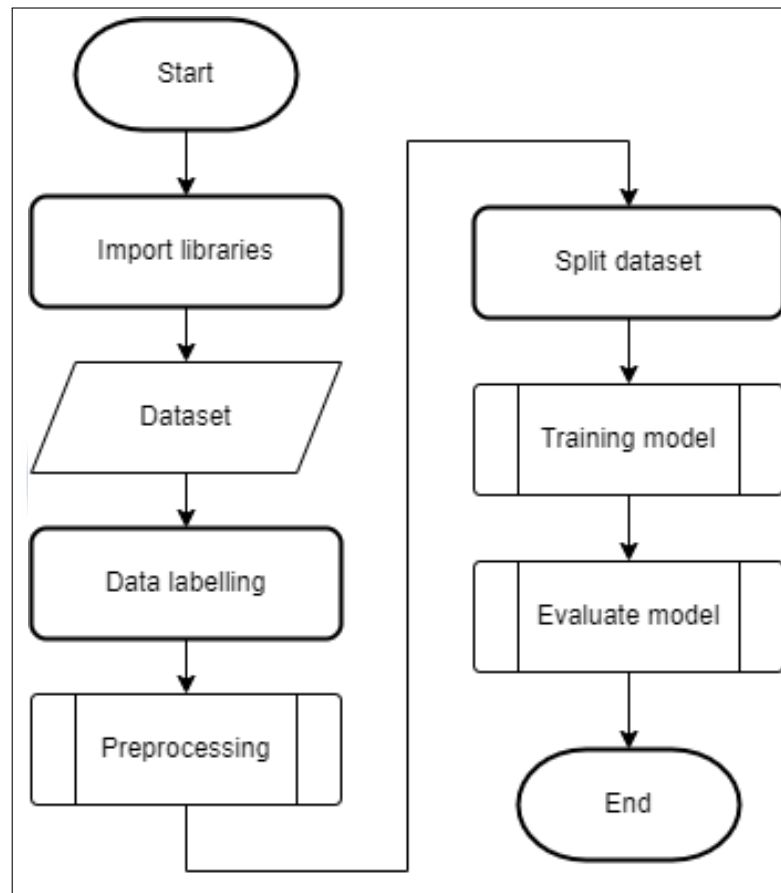 Start
Import libraries
Dataset
Data labelling
Preprocessing
Split dataset
Training model
Evaluate model
End